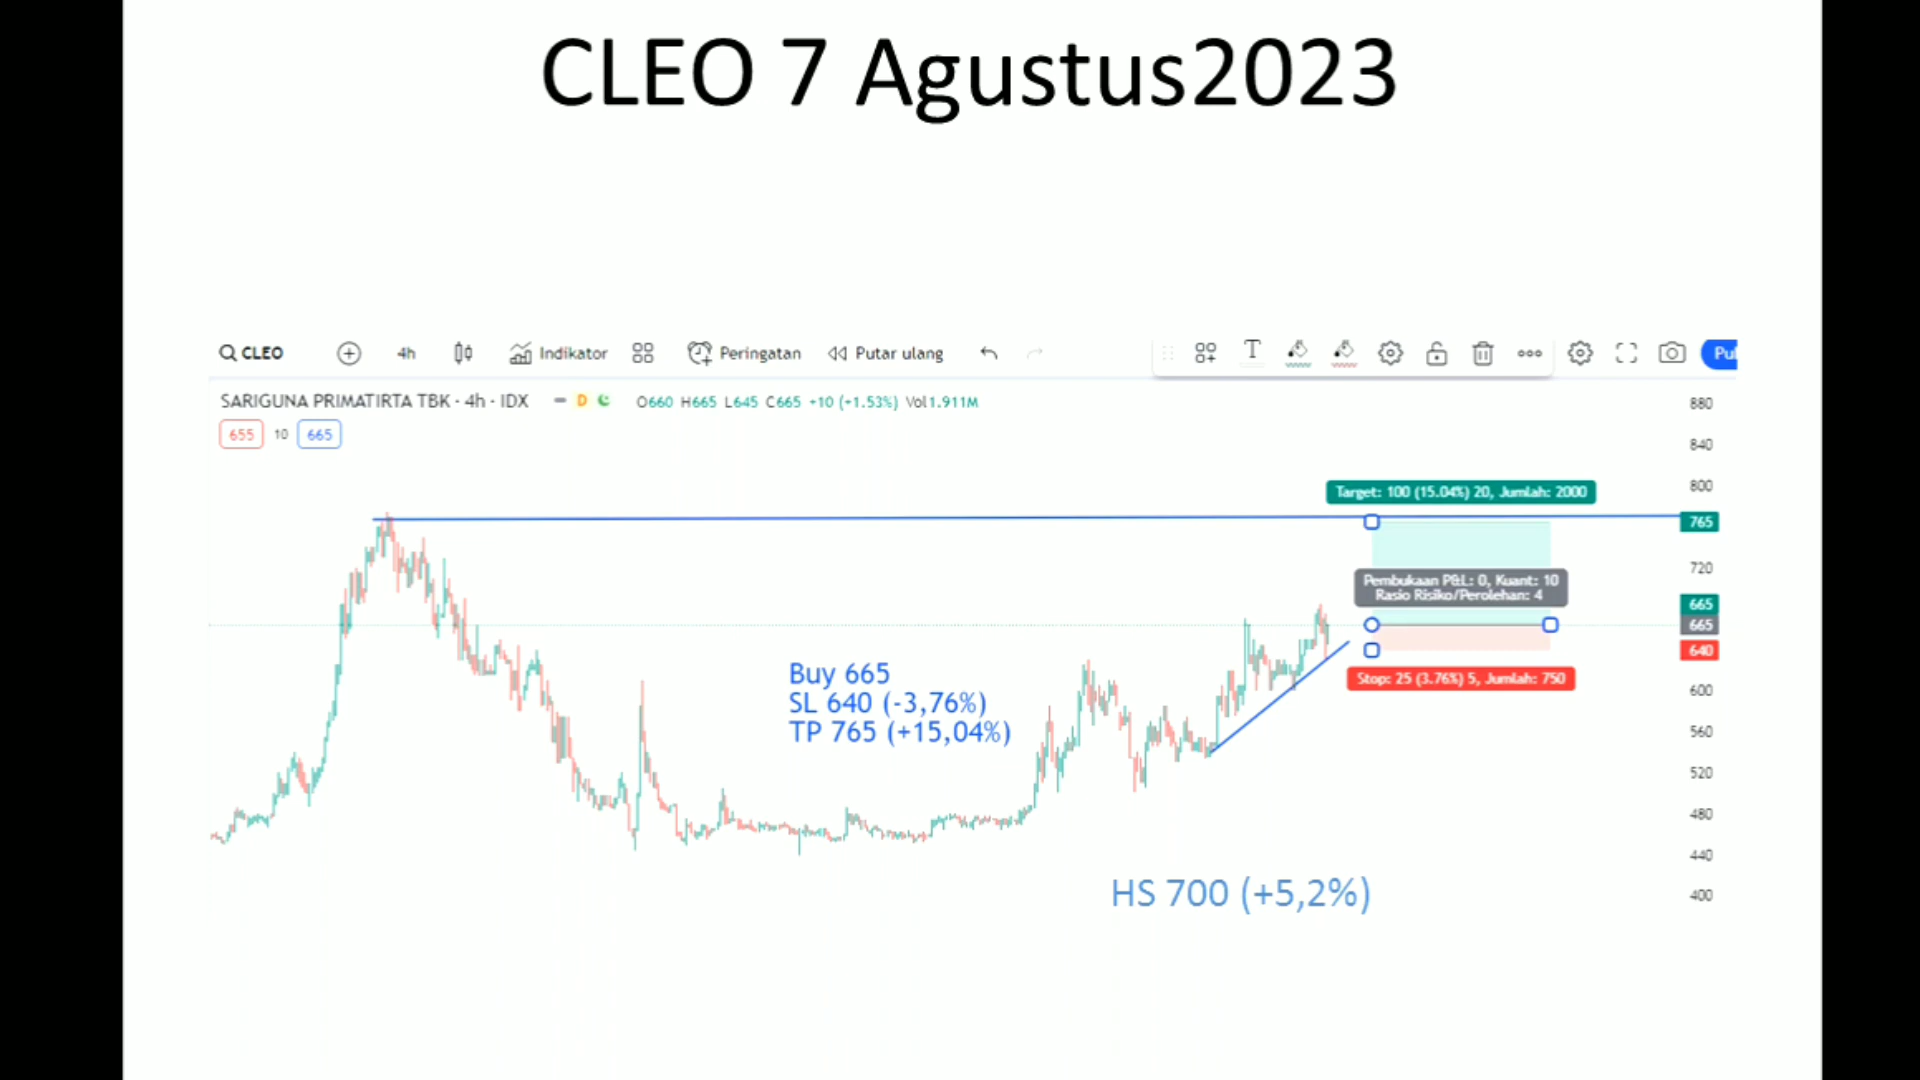 CLEO 7 Agustus2023
CLEO 4h Indikator Peringatan Putar ulang
SARIGUNA PRIMATIRTA TBK · 4h · IDX D O660 H665 L645 C665 +10 (+1.53%) Vol1.911M
655 10 665
880
840
800
Target: 100 (15.04%) 20, Jumlah: 2000
765
720
Pembukaan P&L: 0, Kuant: 10
Rasio Risiko/Perolehan: 4
665
665
640
Stop: 25 (3.76%) 5, Jumlah: 750
Buy 665
SL 640 (-3,76%)
TP 765 (+15,04%)
600
560
520
480
440
400
HS 700 (+5,2%)